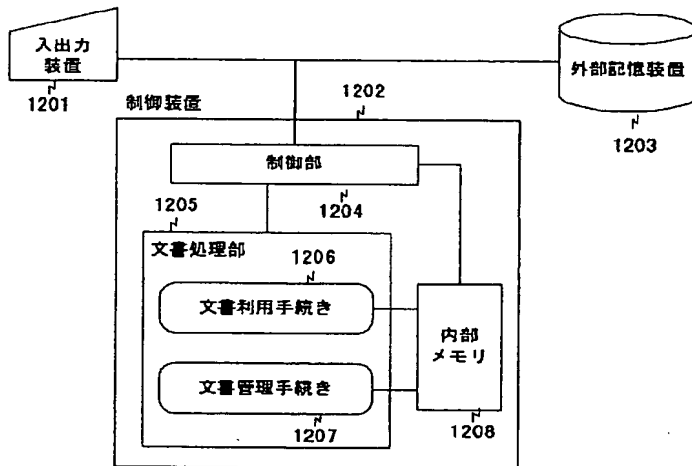 入出力
装置
1201
外部記憶装置
1203
制御装置
1202
制御部
1204
1205
文書処理部
1206
文書利用手続き
文書管理手続き
1207
内部
メモリ
1208